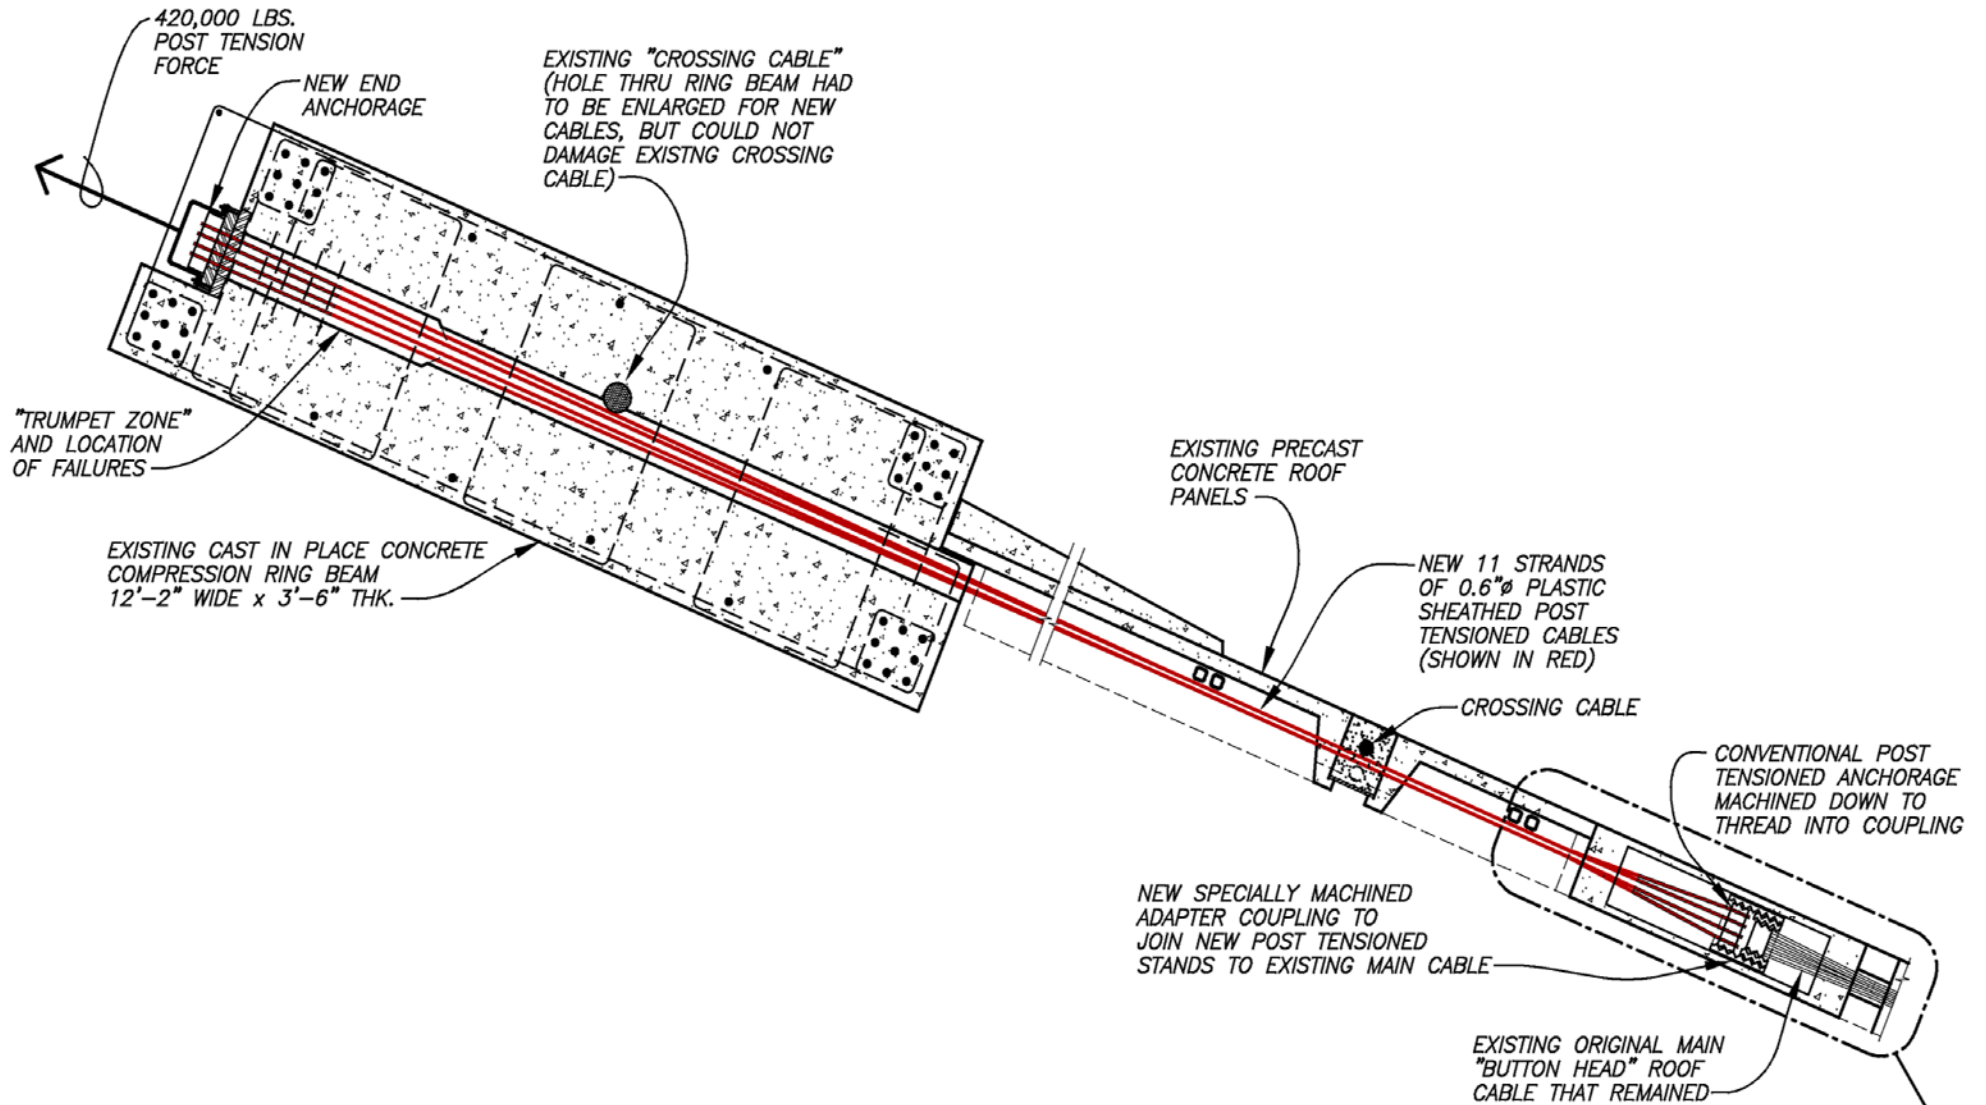 420,000 LBS.
POST TENSION
FORCE
NEW END
ANCHORAGE
EXISTING "CROSSING CABLE"
(HOLE THRU RING BEAM HAD
TO BE ENLARGED FOR NEW
CABLES, BUT COULD NOT
DAMAGE EXISTNG CROSSING
CABLE)
"TRUMPET ZONE"
AND LOCATION
OF FAILURES
EXISTING CAST IN PLACE CONCRETE
COMPRESSION RING BEAM
12'-2" WIDE x 3'-6" THK.
EXISTING PRECAST
CONCRETE ROOF
PANELS
NEW 11 STRANDS
OF 0.6"ø PLASTIC
SHEATHED POST
TENSIONED CABLES
(SHOWN IN RED)
CROSSING CABLE
CONVENTIONAL POST
TENSIONED ANCHORAGE
MACHINED DOWN TO
THREAD INTO COUPLING
NEW SPECIALLY MACHINED
ADAPTER COUPLING TO
JOIN NEW POST TENSIONED
STANDS TO EXISTING MAIN CABLE
EXISTING ORIGINAL MAIN
"BUTTON HEAD" ROOF
CABLE THAT REMAINED